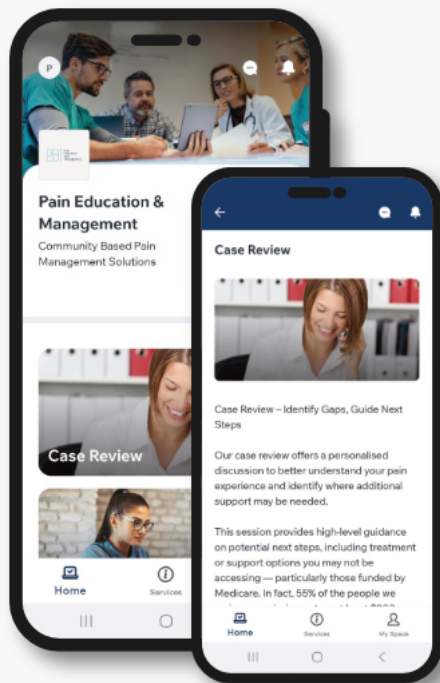 P
Pain Education &
Management
Community Based Pain
Management Solutions
Case Review
Home
Services
Case Review
Case Review – Identify Gaps, Guide Next
Steps
Our case review offers a personalised
discussion to better understand your pain
experience and identify where additional
support may be needed.
This session provides high-level guidance
on potential next steps, including treatment
or support options you may not be
accessing — particularly those funded by
Medicare. In fact, 55% of the people we
Home
Services
My Space